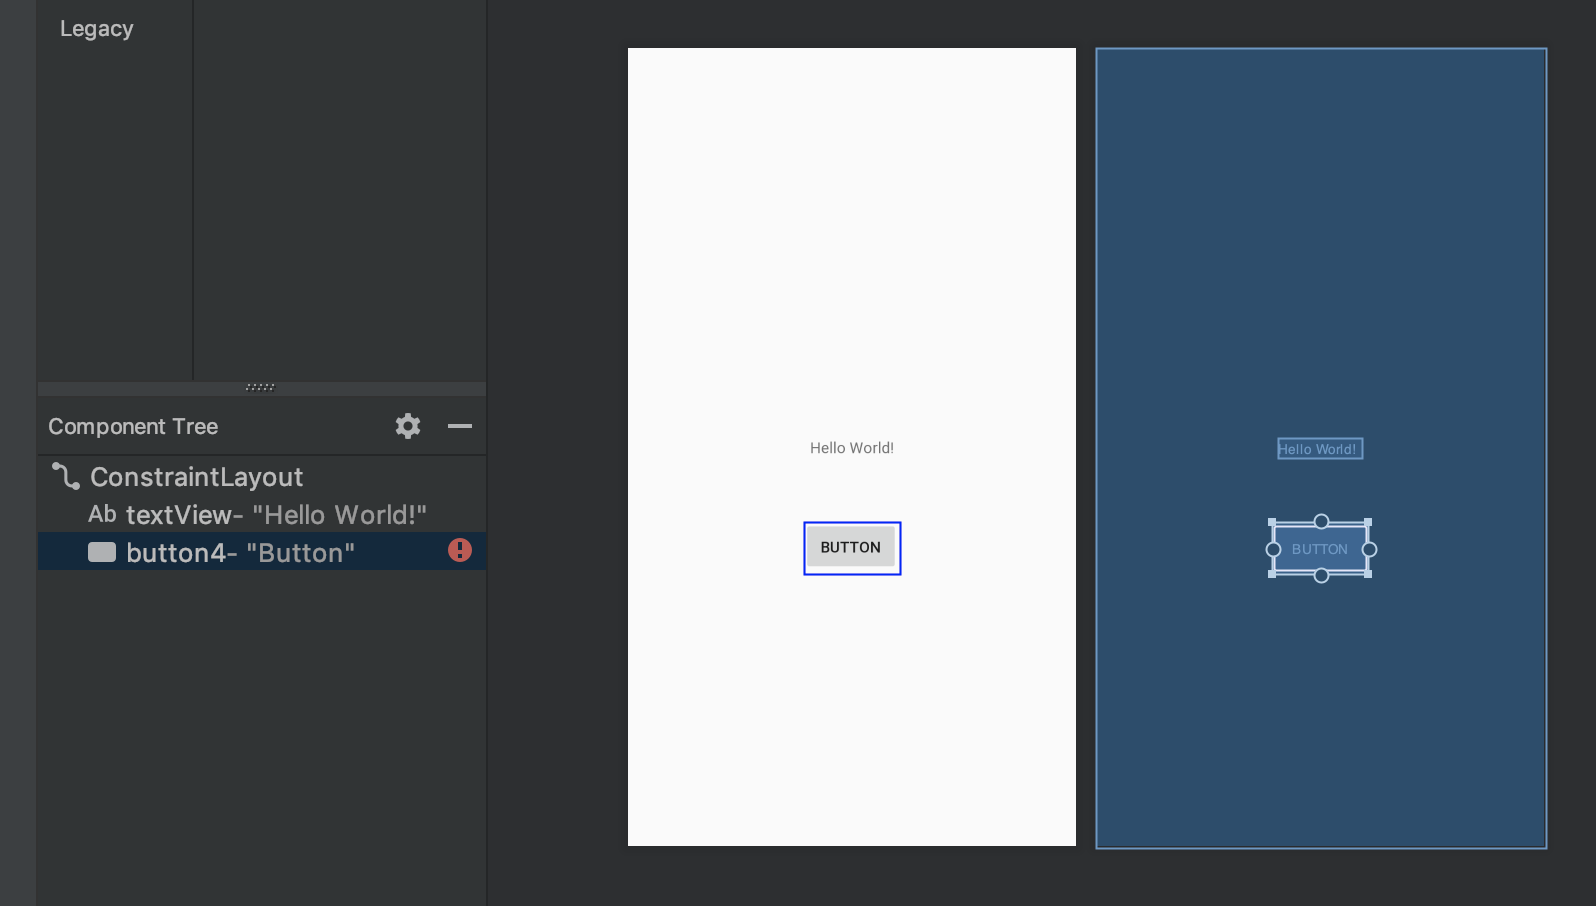 Legacy
Component Tree
ConstraintLayout
Ab textView- "Hello World!"
button4- "Button"
Hello World!
BUTTON
Hello World!
BUTTON